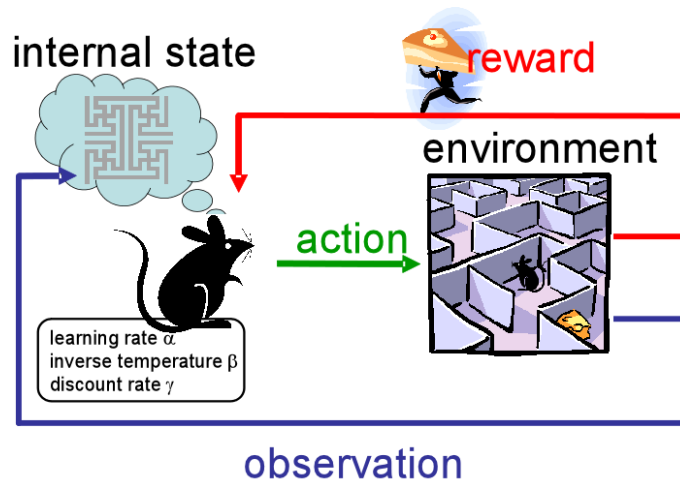 internal state
reward
environment
action
learning rate α
inverse temperature β
discount rate γ
observation